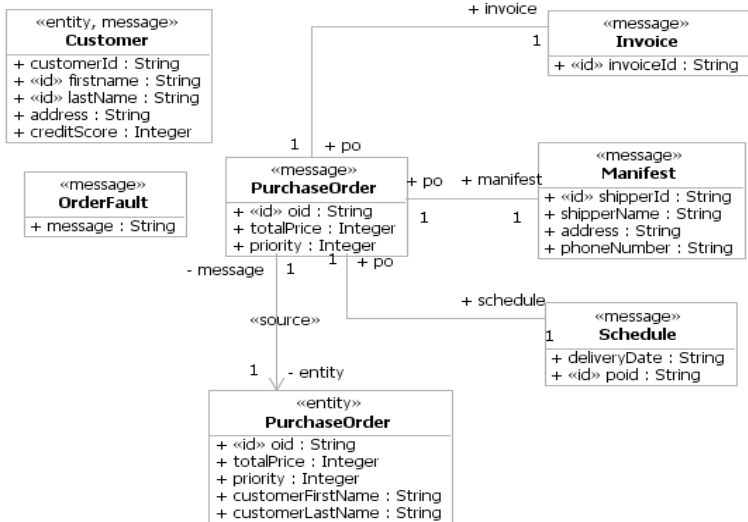 «entity, message»
Customer
+ customerId : String
+ «id» firstname : String
+ «id» lastName : String
+ address : String
+ creditScore : Integer
+ invoice
1
«message»
Invoice
+ «id» invoiceId : String
«message»
OrderFault
+ message : String
1
+ po
«message»
PurchaseOrder
+ «id» oid : String
+ totalPrice : Integer
+ priority : Integer
+ po
1
+ manifest
1
«message»
Manifest
+ «id» shipperId : String
+ shipperName : String
+ address : String
+ phoneNumber : String
- message
1
1
+ po
+ schedule
1
«message»
Schedule
+ deliveryDate : String
+ «id» poid : String
«source»
1
- entity
«entity»
PurchaseOrder
+ «id» oid : String
+ totalPrice : Integer
+ priority : Integer
+ customerFirstName : String
+ customerLastName : String